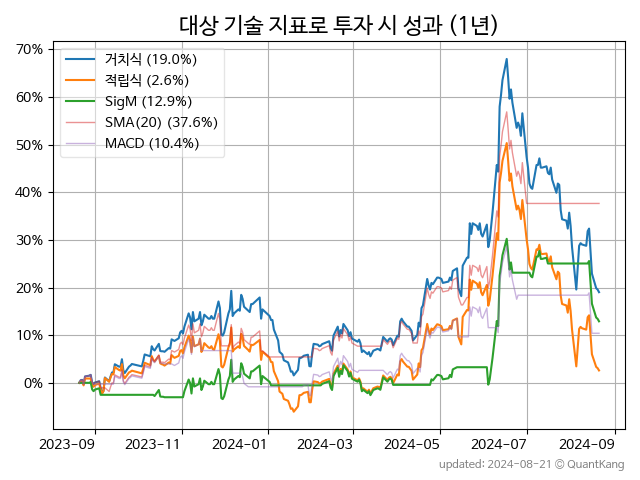 대상 기술 지표로 투자 시 성과 (1년)
거치식 (19.0%)
적립식 (2.6%)
SigM (12.9%)
SMA(20) (37.6%)
MACD (10.4%)
70%
60%
50%
40%
30%
20%
10%
0%
2023-09 2023-11 2024-01 2024-03 2024-05 2024-07 2024-09
updated: 2024-08-21 © QuantKang